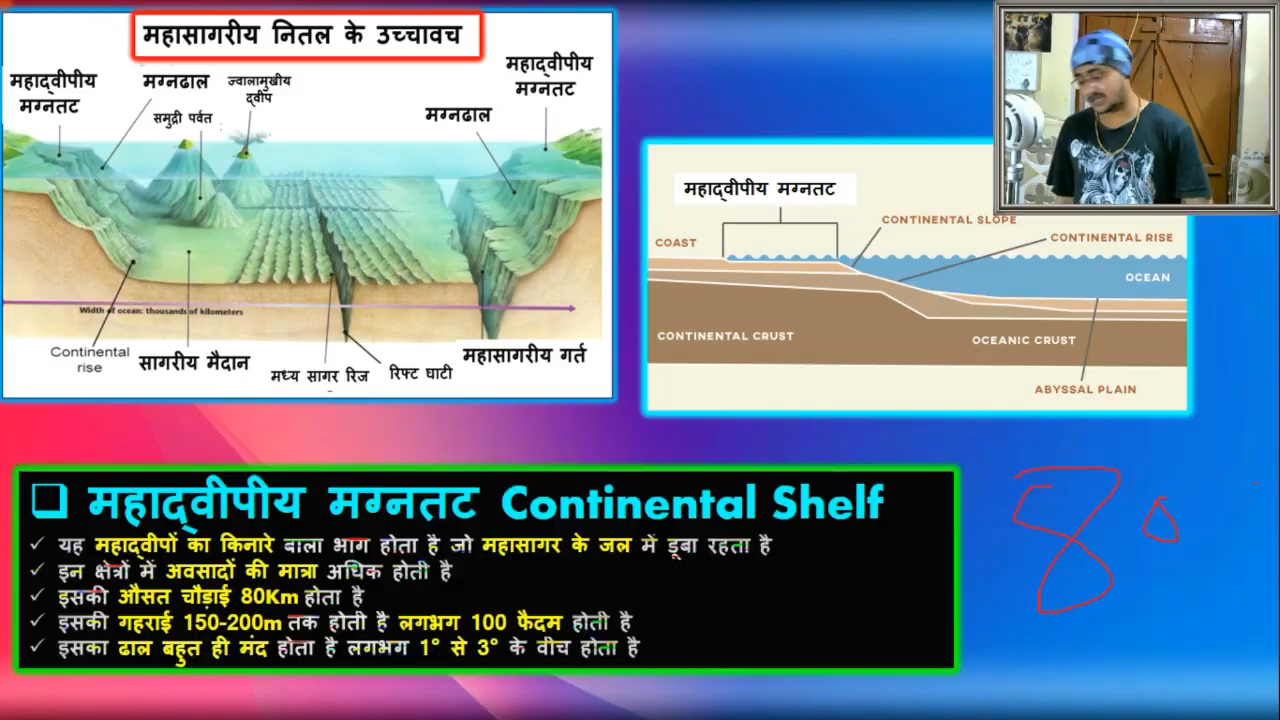 महासागरीय नितल के उच्चावच
महाद्वीपीय
मग्नतट
मग्नढाल
ज्वालामुखीय
द्वीप
समुद्री पर्वत
मग्नढाल
महाद्वीपीय
मग्नतट
Width of ocean: thousands of kilometers
Continental
rise
सागरीय मैदान
मध्य सागर रिज
रिफ्ट घाटी
महासागरीय गर्त
महाद्वीपीय मग्नतट
CONTINENTAL SLOPE
COAST
CONTINENTAL RISE
OCEAN
CONTINENTAL CRUST
OCEANIC CRUST
ABYSSAL PLAIN
महाद्वीपीय मग्नतट Continental Shelf
✓ यह महाद्वीपों का किनारे बाला भाग होता है जो महासागर के जल में डूबा रहता है
✓ इन क्षेत्रों में अवसादों की मात्रा अधिक होती है
✓ इसकी औसत चौड़ाई 80Km होता है
✓ इसकी गहराई 150-200m तक होती है लगभग 100 फैदम होती है
✓ इसका ढाल बहुत ही मंद होता है लगभग 1° से 3° के वीच होता है
80